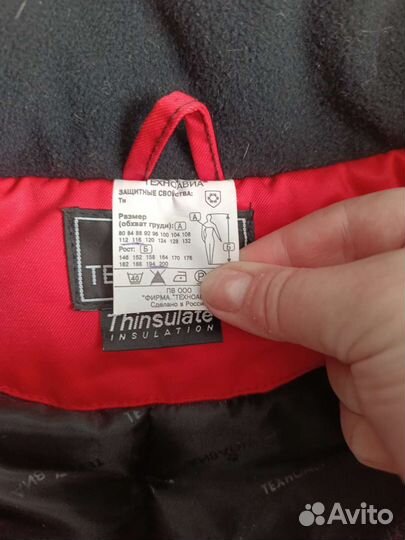 ТЕХНОАВИА
ЗАЩИТНЫЕ СВОЙСТВА:
Тн
Размер
(обхват груди): А
80 84 88 92 96 100 104 108
112 116 120 124 128 132
Рост: Б
146 152 158 164 170 176
182 188 194 200
А
Б
40
P
ПВ ООО
"ФИРМА "ТЕХНОАВИ
Сделано в Росси
ТЕ
Thinsulate
INSULATION
Avito